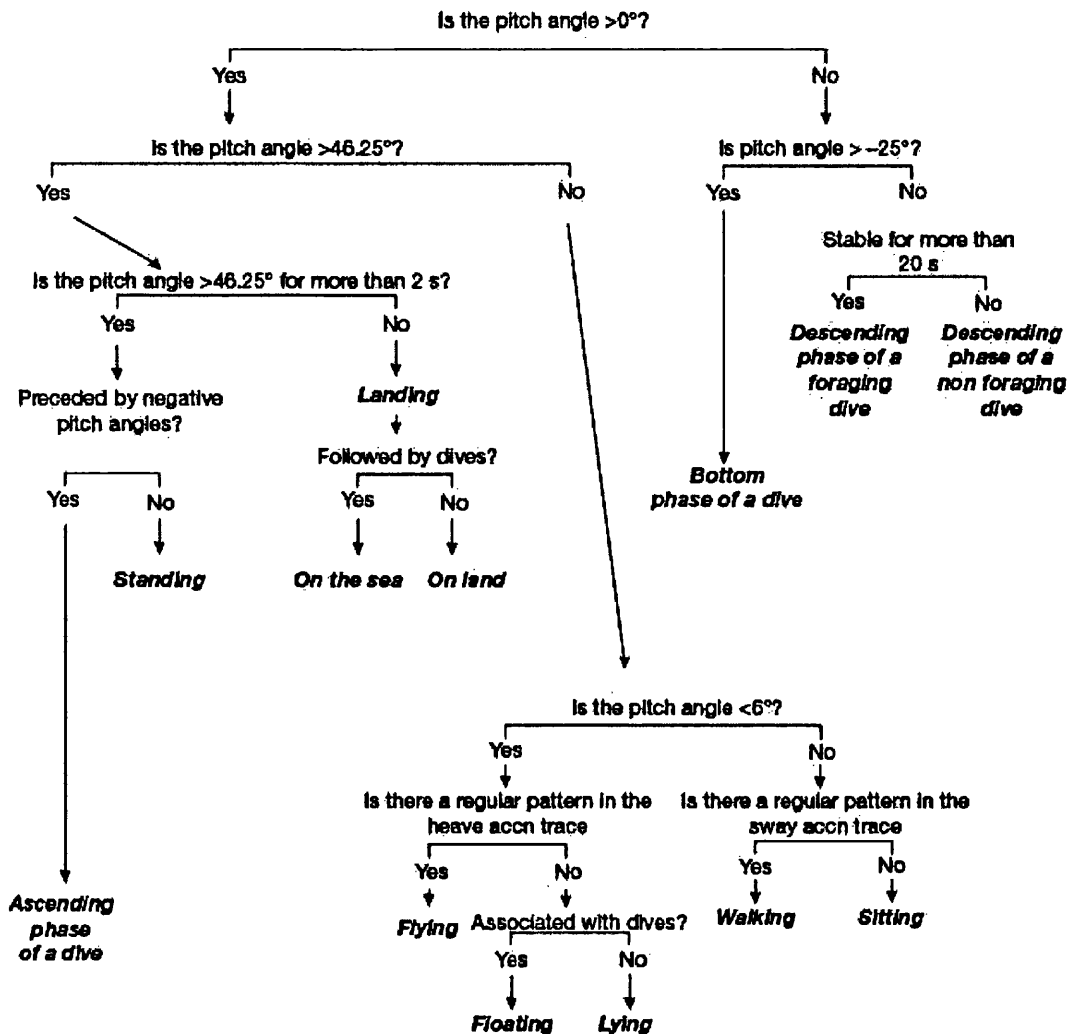 Is the pitch angle >0°?
Yes
No
Is the pitch angle >46.25°?
Is pitch angle > –25°?
Yes
No
Yes
No
Stable for more than
20 s
Is the pitch angle >46.25° for more than 2 s?
Yes
No
Yes
No
Descending
phase of a
foraging
dive
Descending
phase of a
non foraging
dive
Preceded by negative
pitch angles?
Landing
Followed by dives?
Bottom
phase of a dive
Yes
No
Yes
No
Standing
On the sea
On land
Is the pitch angle <6°?
Yes
No
Is there a regular pattern in the
heave accn trace
Is there a regular pattern in the
sway accn trace
Yes
No
Yes
No
Ascending
phase
of a dive
Flying
Associated with dives?
Walking
Sitting
Yes
No
Floating
Lying